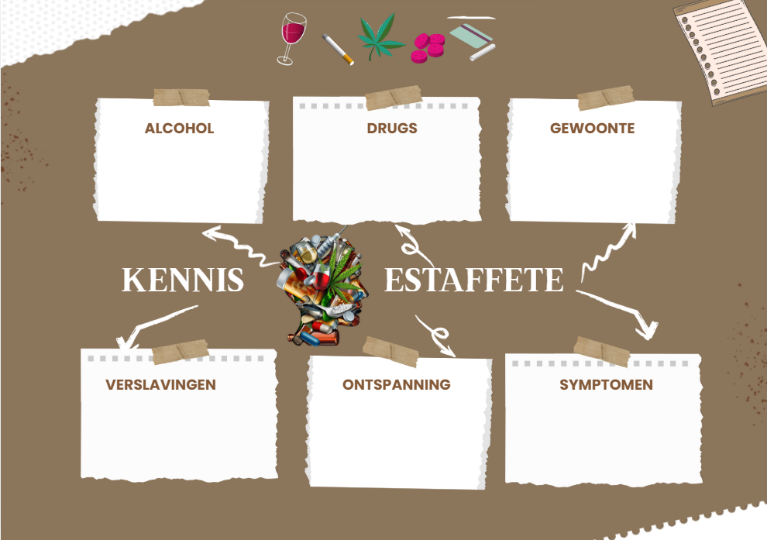 ALCOHOL
DRUGS
GEWOONTE
KENNIS ESTAFFETE
VERSLAVINGEN
ONTSPANNING
SYMPTOMEN